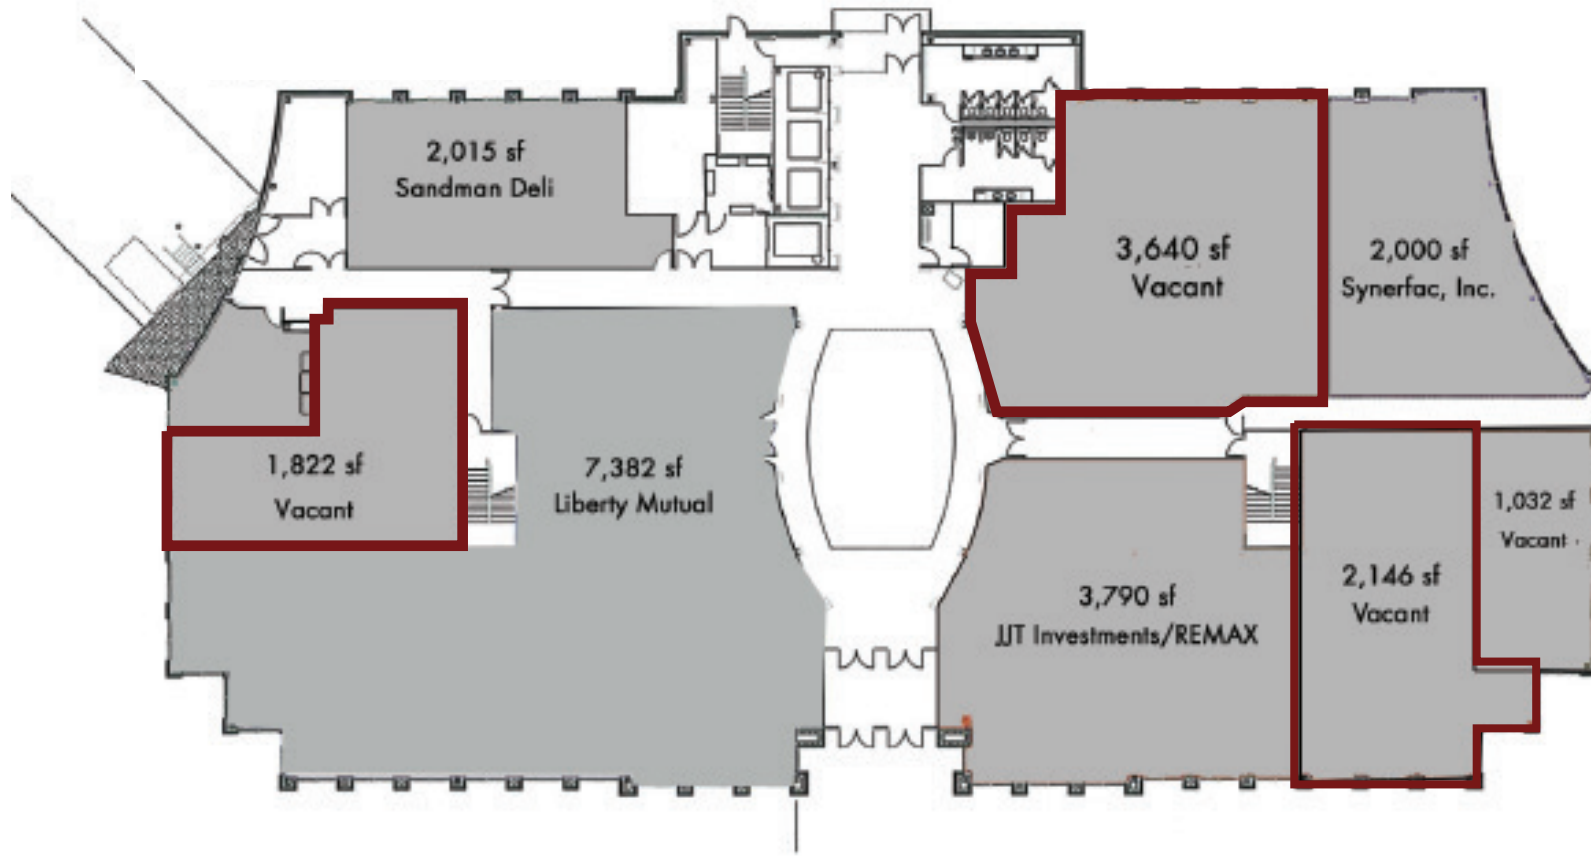 2,015 sf
Sandman Deli
3,640 sf
Vacant
2,000 sf
Synerfac, Inc.
1,822 sf
Vacant
7,382 sf
Liberty Mutual
1,032 sf
Vacant
2,146 sf
Vacant
3,790 sf
JJT Investments/REMAX